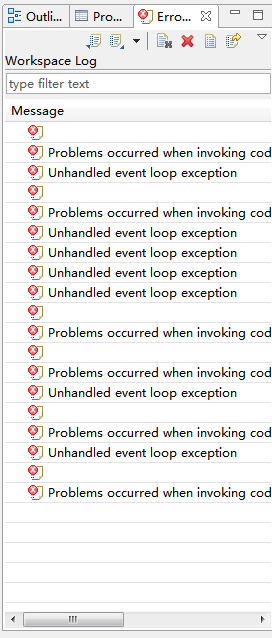 Outli...
Pro...
Erro...
Workspace Log
type filter text
Message
Problems occurred when invoking cod
Unhandled event loop exception
Problems occurred when invoking cod
Unhandled event loop exception
Unhandled event loop exception
Unhandled event loop exception
Unhandled event loop exception
Problems occurred when invoking cod
Problems occurred when invoking cod
Unhandled event loop exception
Problems occurred when invoking cod
Unhandled event loop exception
Problems occurred when invoking cod